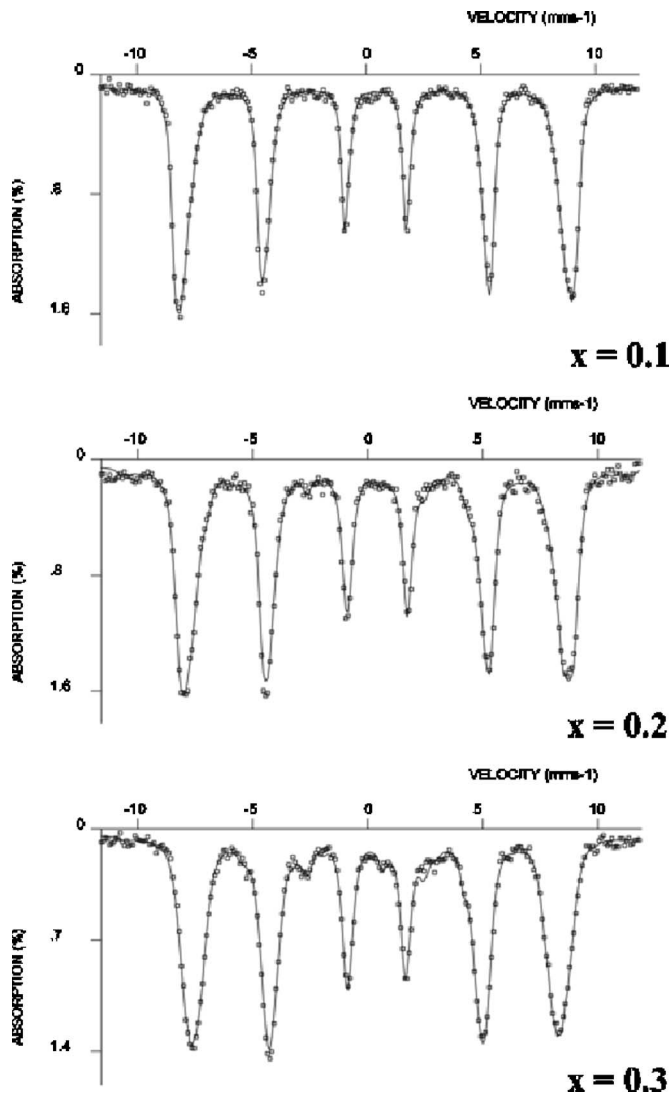 VELOCITY (mms-1)
-10 -5 0 5 10
0
.8
1.6
ABSORPTION (%)
x = 0.1
VELOCITY (mms-1)
-10 -5 0 5 10
0
.8
1.6
ABSORPTION (%)
x = 0.2
VELOCITY (mms-1)
-10 -5 0 5 10
0
.7
1.4
ABSORPTION (%)
x = 0.3